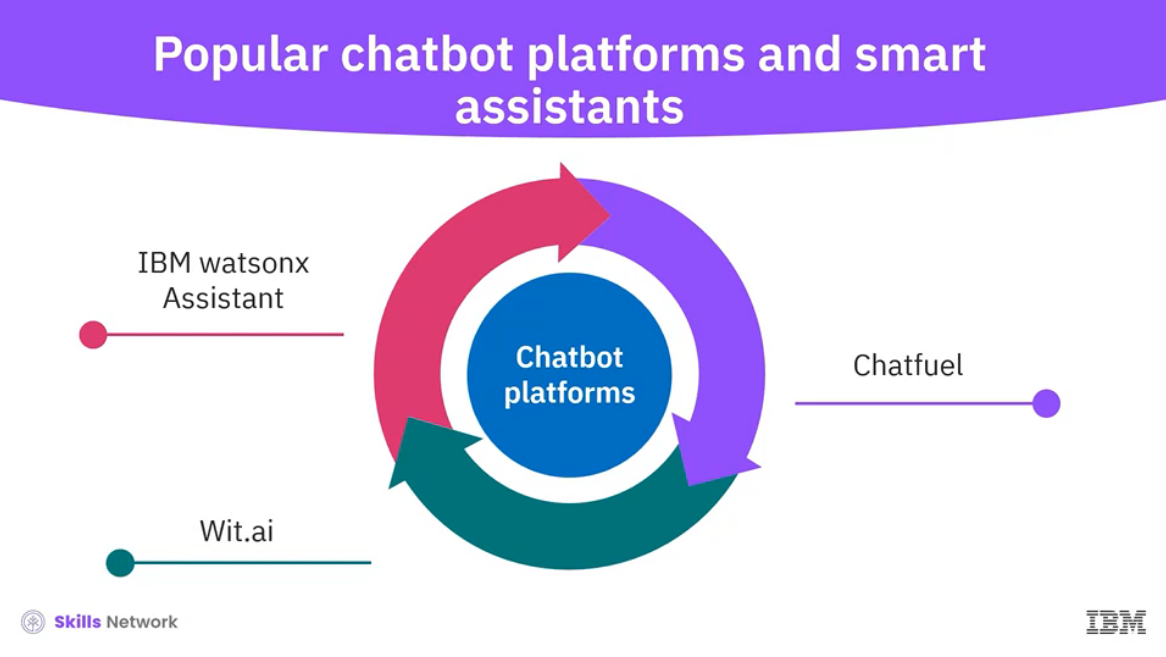 Popular chatbot platforms and smart
assistants
IBM watsonx
Assistant
Chatbot
platforms
Chatfuel
Wit.ai
Skills Network
IBM